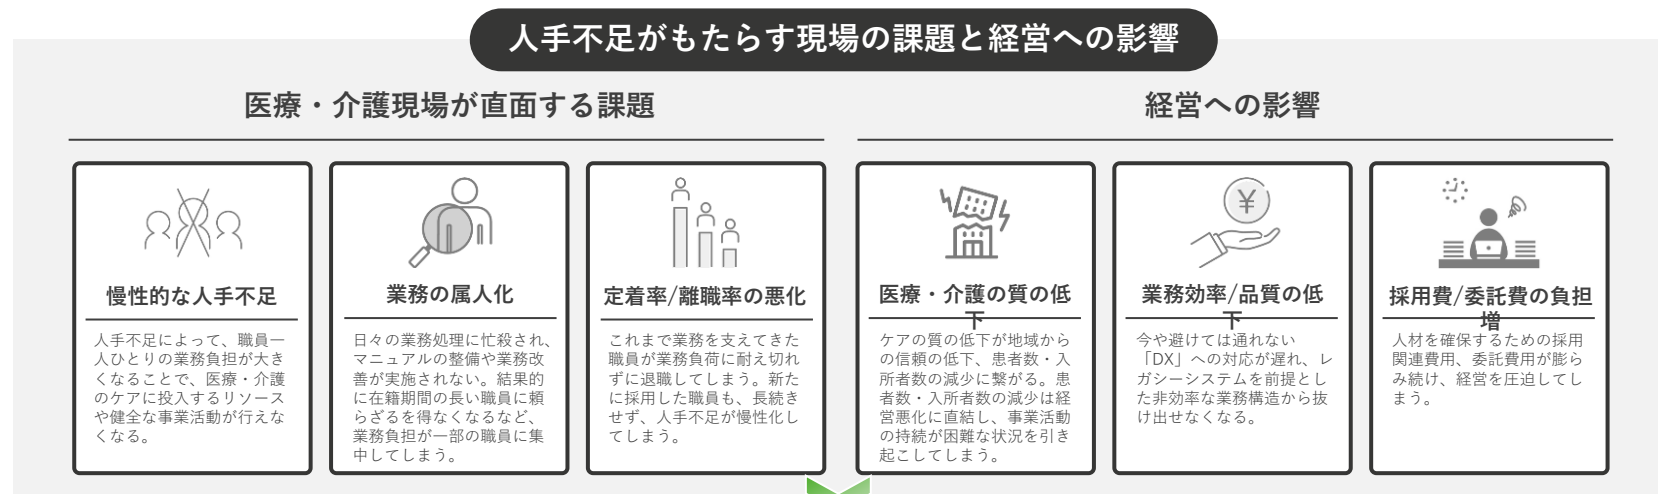 人手不足がもたらす現場の課題と経営への影響
医療・介護現場が直面する課題
慢性的な人手不足
人手不足によって、職員一
人ひとりの業務負担が大き
くなることで、医療・介護
のケアに投入するリソース
や健全な事業活動が行えな
くなる。
業務の属人化
日々の業務処理に忙殺され、
マニュアルの整備や業務改
善が実施されない。結果的
に在籍期間の長い職員に頼
らざるを得なくなるなど、
業務負担が一部の職員に集
中してしまう。
定着率/離職率の悪化
これまで業務を支えてきた
職員が業務負荷に耐え切れ
ずに退職してしまう。新た
に採用した職員も、長続き
せず、人手不足が慢性化し
てしまう。
経営への影響
医療・介護の質の低
下
ケアの質の低下が地域から
の信頼の低下、患者数・入
所者数の減少に繋がる。患
者数・入所者数の減少は経
営悪化に直結し、事業活動
の持続が困難な状況を引き
起こしてしまう。
¥
業務効率/品質の低
下
今や避けては通れない
「DX」への対応が遅れ、レ
ガシーシステムを前提とし
た非効率な業務構造から抜
け出せなくなる。
採用費/委託費の負担
増
人材を確保するための採用
関連費用、委託費用が膨ら
み続け、経営を圧迫してし
まう。